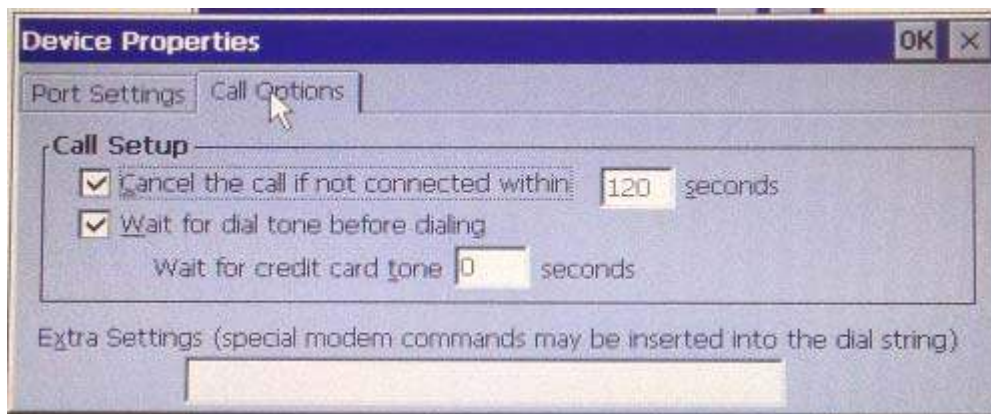 Device Properties OK ×
Port Settings Call Options
Call Setup
Cancel the call if not connected within 120 seconds
Wait for dial tone before dialing
Wait for credit card tone 0 seconds
Extra Settings (special modem commands may be inserted into the dial string)